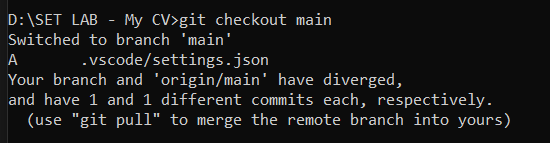 D:\SET LAB - My CV>git checkout main
Switched to branch 'main'
A       .vscode/settings.json
Your branch and 'origin/main' have diverged,
and have 1 and 1 different commits each, respectively.
  (use "git pull" to merge the remote branch into yours)